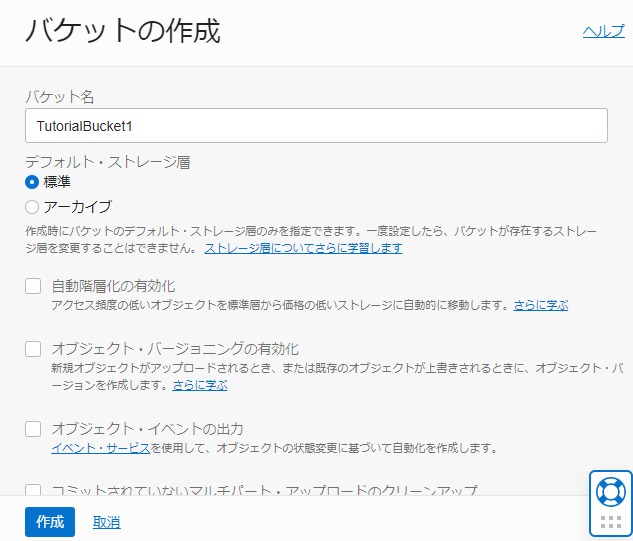 バケットの作成
ヘルプ
バケット名
TutorialBucket1
デフォルト・ストレージ層
標準
アーカイブ
作成時にバケットのデフォルト・ストレージ層のみを指定できます。一度設定したら、バケットが存在するストレー
ジ層を変更することはできません。 ストレージ層についてさらに学習します
自動階層化の有効化
アクセス頻度の低いオブジェクトを標準層から価格の低いストレージに自動的に移動します。さらに学ぶ
オブジェクト・バージョニングの有効化
新規オブジェクトがアップロードされるとき、または既存のオブジェクトが上書きされるときに、オブジェクト・バ
ージョンを作成します。さらに学ぶ
オブジェクト・イベントの出力
イベント・サービスを使用して、オブジェクトの状態変更に基づいて自動化を作成します。
コミットされていないマルチパート・アップロードのクリーンアップ
作成
取消